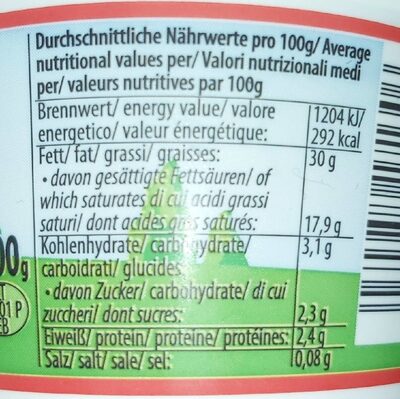 Durchschnittliche Nährwerte pro 100g/ Average
nutritional values per/ Valori nutrizionali medi
per/ valeurs nutritives par 100g
Brennwert/ energy value/ valore 1204 kJ/
energetico/ valeur énergétique: 292 kcal
Fett/ fat/ grassi/ graisses: 30 g
• davon gesättigte Fettsäuren/ of
which saturates di cui acidi grassi
saturi/ dont acides gras saturés: 17,9 g
Kohlenhydrate/ carbohydrate/ 3,1 g
carboidrati/ glucides
• davon Zucker/ carbohydrate/ di cui
zuccheri/ dont sucres: 2,3 g
Eiweiß/ protein/ proteine/ protéines: 2,4 g
Salz/ salt/ sale/ sel: 0,08 g
00g
T
01 P
EB